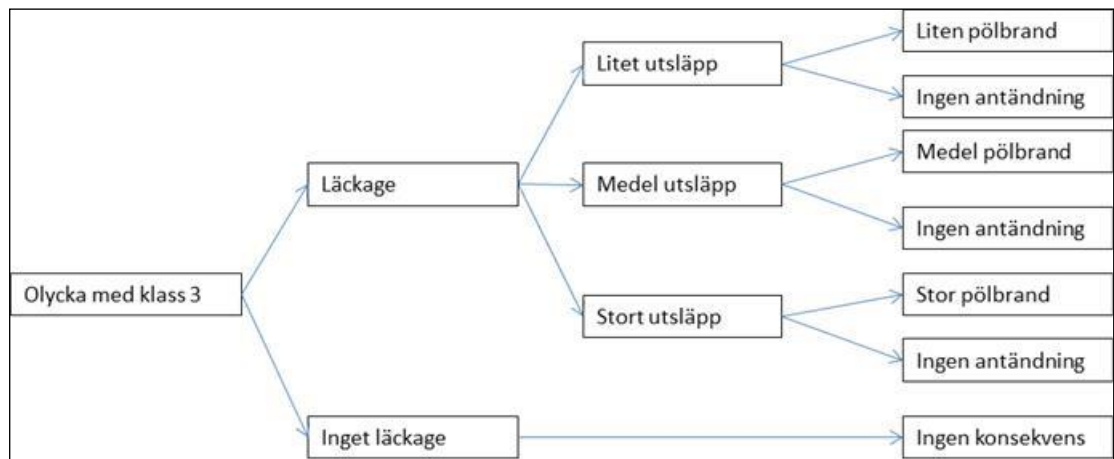 Liten pölbrand
Litet utsläpp
Ingen antändning
Medel pölbrand
Läckage
Medel utsläpp
Ingen antändning
Olycka med klass 3
Stor pölbrand
Stort utsläpp
Ingen antändning
Inget läckage
Ingen konsekvens